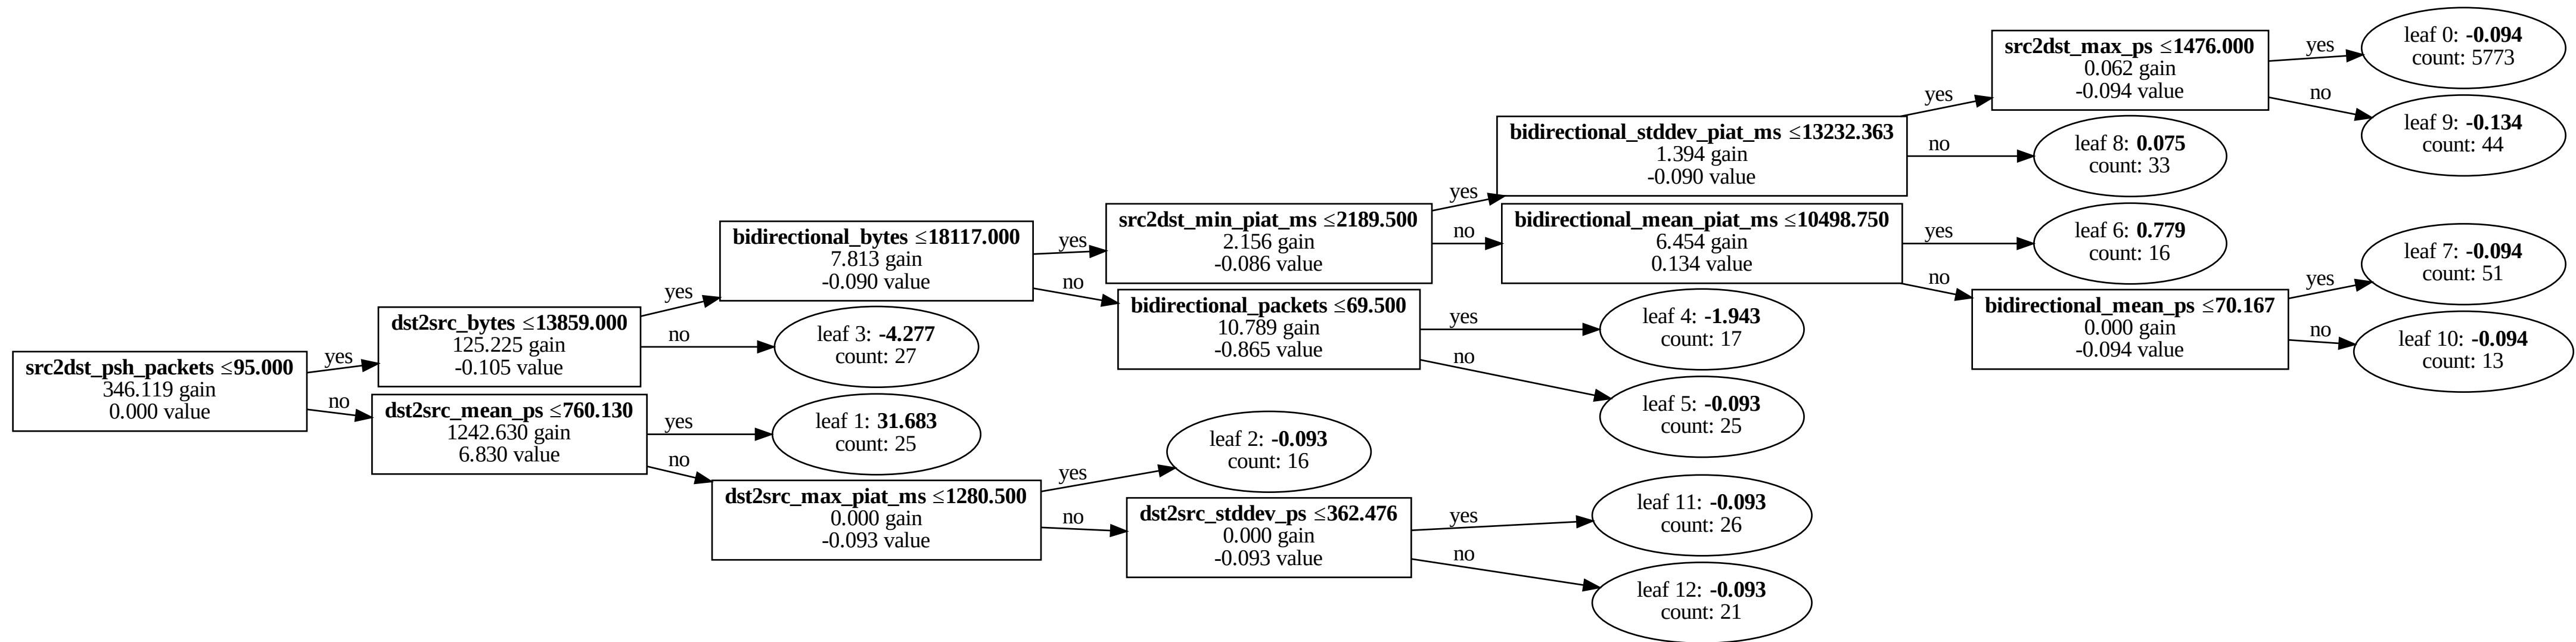 src2dst_psh_packets ≤95.000
346.119 gain
0.000 value
yes
no
dst2src_bytes ≤13859.000
125.225 gain
-0.105 value
yes
no
dst2src_mean_ps ≤760.130
1242.630 gain
6.830 value
yes
no
bidirectional_bytes ≤18117.000
7.813 gain
-0.090 value
yes
no
leaf 3: -4.277
count: 27
leaf 1: 31.683
count: 25
dst2src_max_piat_ms ≤1280.500
0.000 gain
-0.093 value
yes
no
src2dst_min_piat_ms ≤2189.500
2.156 gain
-0.086 value
yes
no
bidirectional_packets ≤69.500
10.789 gain
-0.865 value
yes
no
leaf 2: -0.093
count: 16
dst2src_stddev_ps ≤362.476
0.000 gain
-0.093 value
yes
no
bidirectional_stddev_piat_ms ≤13232.363
1.394 gain
-0.090 value
yes
no
bidirectional_mean_piat_ms ≤10498.750
6.454 gain
0.134 value
yes
no
leaf 4: -1.943
count: 17
leaf 5: -0.093
count: 25
leaf 11: -0.093
count: 26
leaf 12: -0.093
count: 21
src2dst_max_ps ≤1476.000
0.062 gain
-0.094 value
yes
no
leaf 8: 0.075
count: 33
leaf 6: 0.779
count: 16
bidirectional_mean_ps ≤70.167
0.000 gain
-0.094 value
yes
no
leaf 0: -0.094
count: 5773
leaf 9: -0.134
count: 44
leaf 7: -0.094
count: 51
leaf 10: -0.094
count: 13